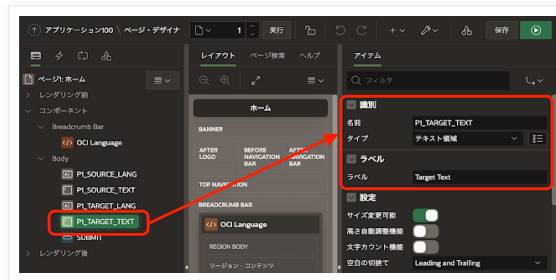 アプリケーション100 \ ページ・デザイナ
1
実行
保存
ページ1: ホーム
レンダリング前
コンポーネント
Breadcrumb Bar
OCI Language
Body
P1_SOURCE_LANG
P1_SOURCE_TEXT
P1_TARGET_LANG
P1_TARGET_TEXT
SUBMIT
レンダリング後
レイアウト ページ検索 ヘルプ
ホーム
BANNER
AFTER LOGO
BEFORE NAVIGATION BAR
AFTER NAVIGATION BAR
TOP NAVIGATION
BREADCRUMB BAR
OCI Language
REGION BODY
リージョン・コンテンツ
アイテム
フィルタ
識別
名前 P1_TARGET_TEXT
タイプ テキスト領域
ラベル
ラベル Target Text
設定
サイズ変更可能
高さ自動調整機能
文字カウント機能
空白の切捨て Leading and Trailing